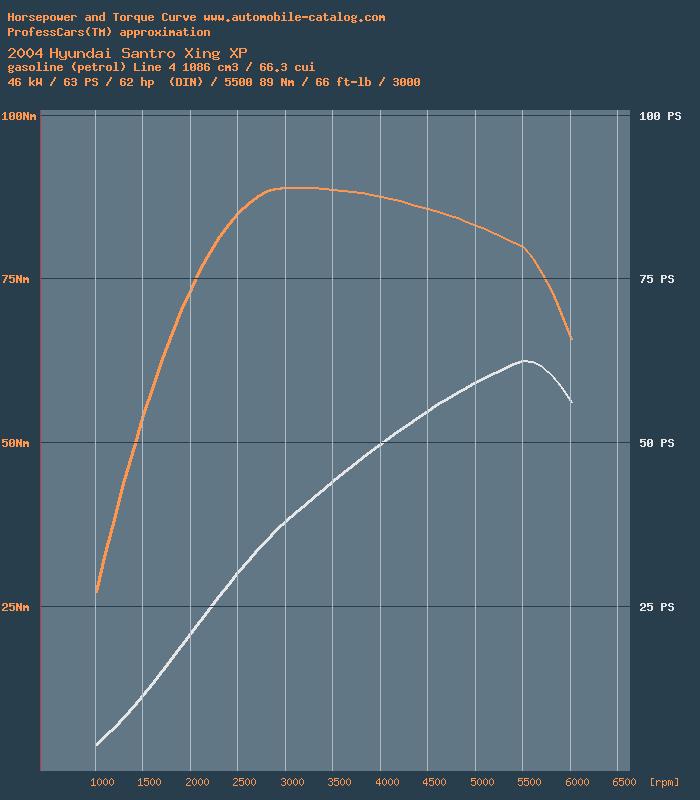 Horsepower and Torque Curve www.automobile-catalog.com
ProfessCars(TM) approximation
2004 Hyundai Santro Xing XP
gasoline (petrol) Line 4 1086 cm3 / 66.3 cui
46 kW / 63 PS / 62 hp (DIN) / 5500 89 Nm / 66 ft-lb / 3000
100Nm 100 PS
75Nm 75 PS
50Nm 50 PS
25Nm 25 PS
1000 1500 2000 2500 3000 3500 4000 4500 5000 5500 6000 6500 [rpm]